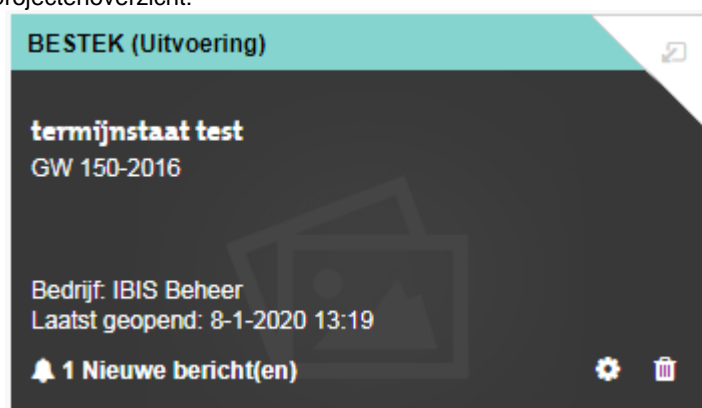 projectenoverzicht.
BESTEK (Uitvoering)
termijnstaat test
GW 150-2016
Bedrijf: IBIS Beheer
Laatst geopend: 8-1-2020 13:19
1 Nieuwe bericht(en)